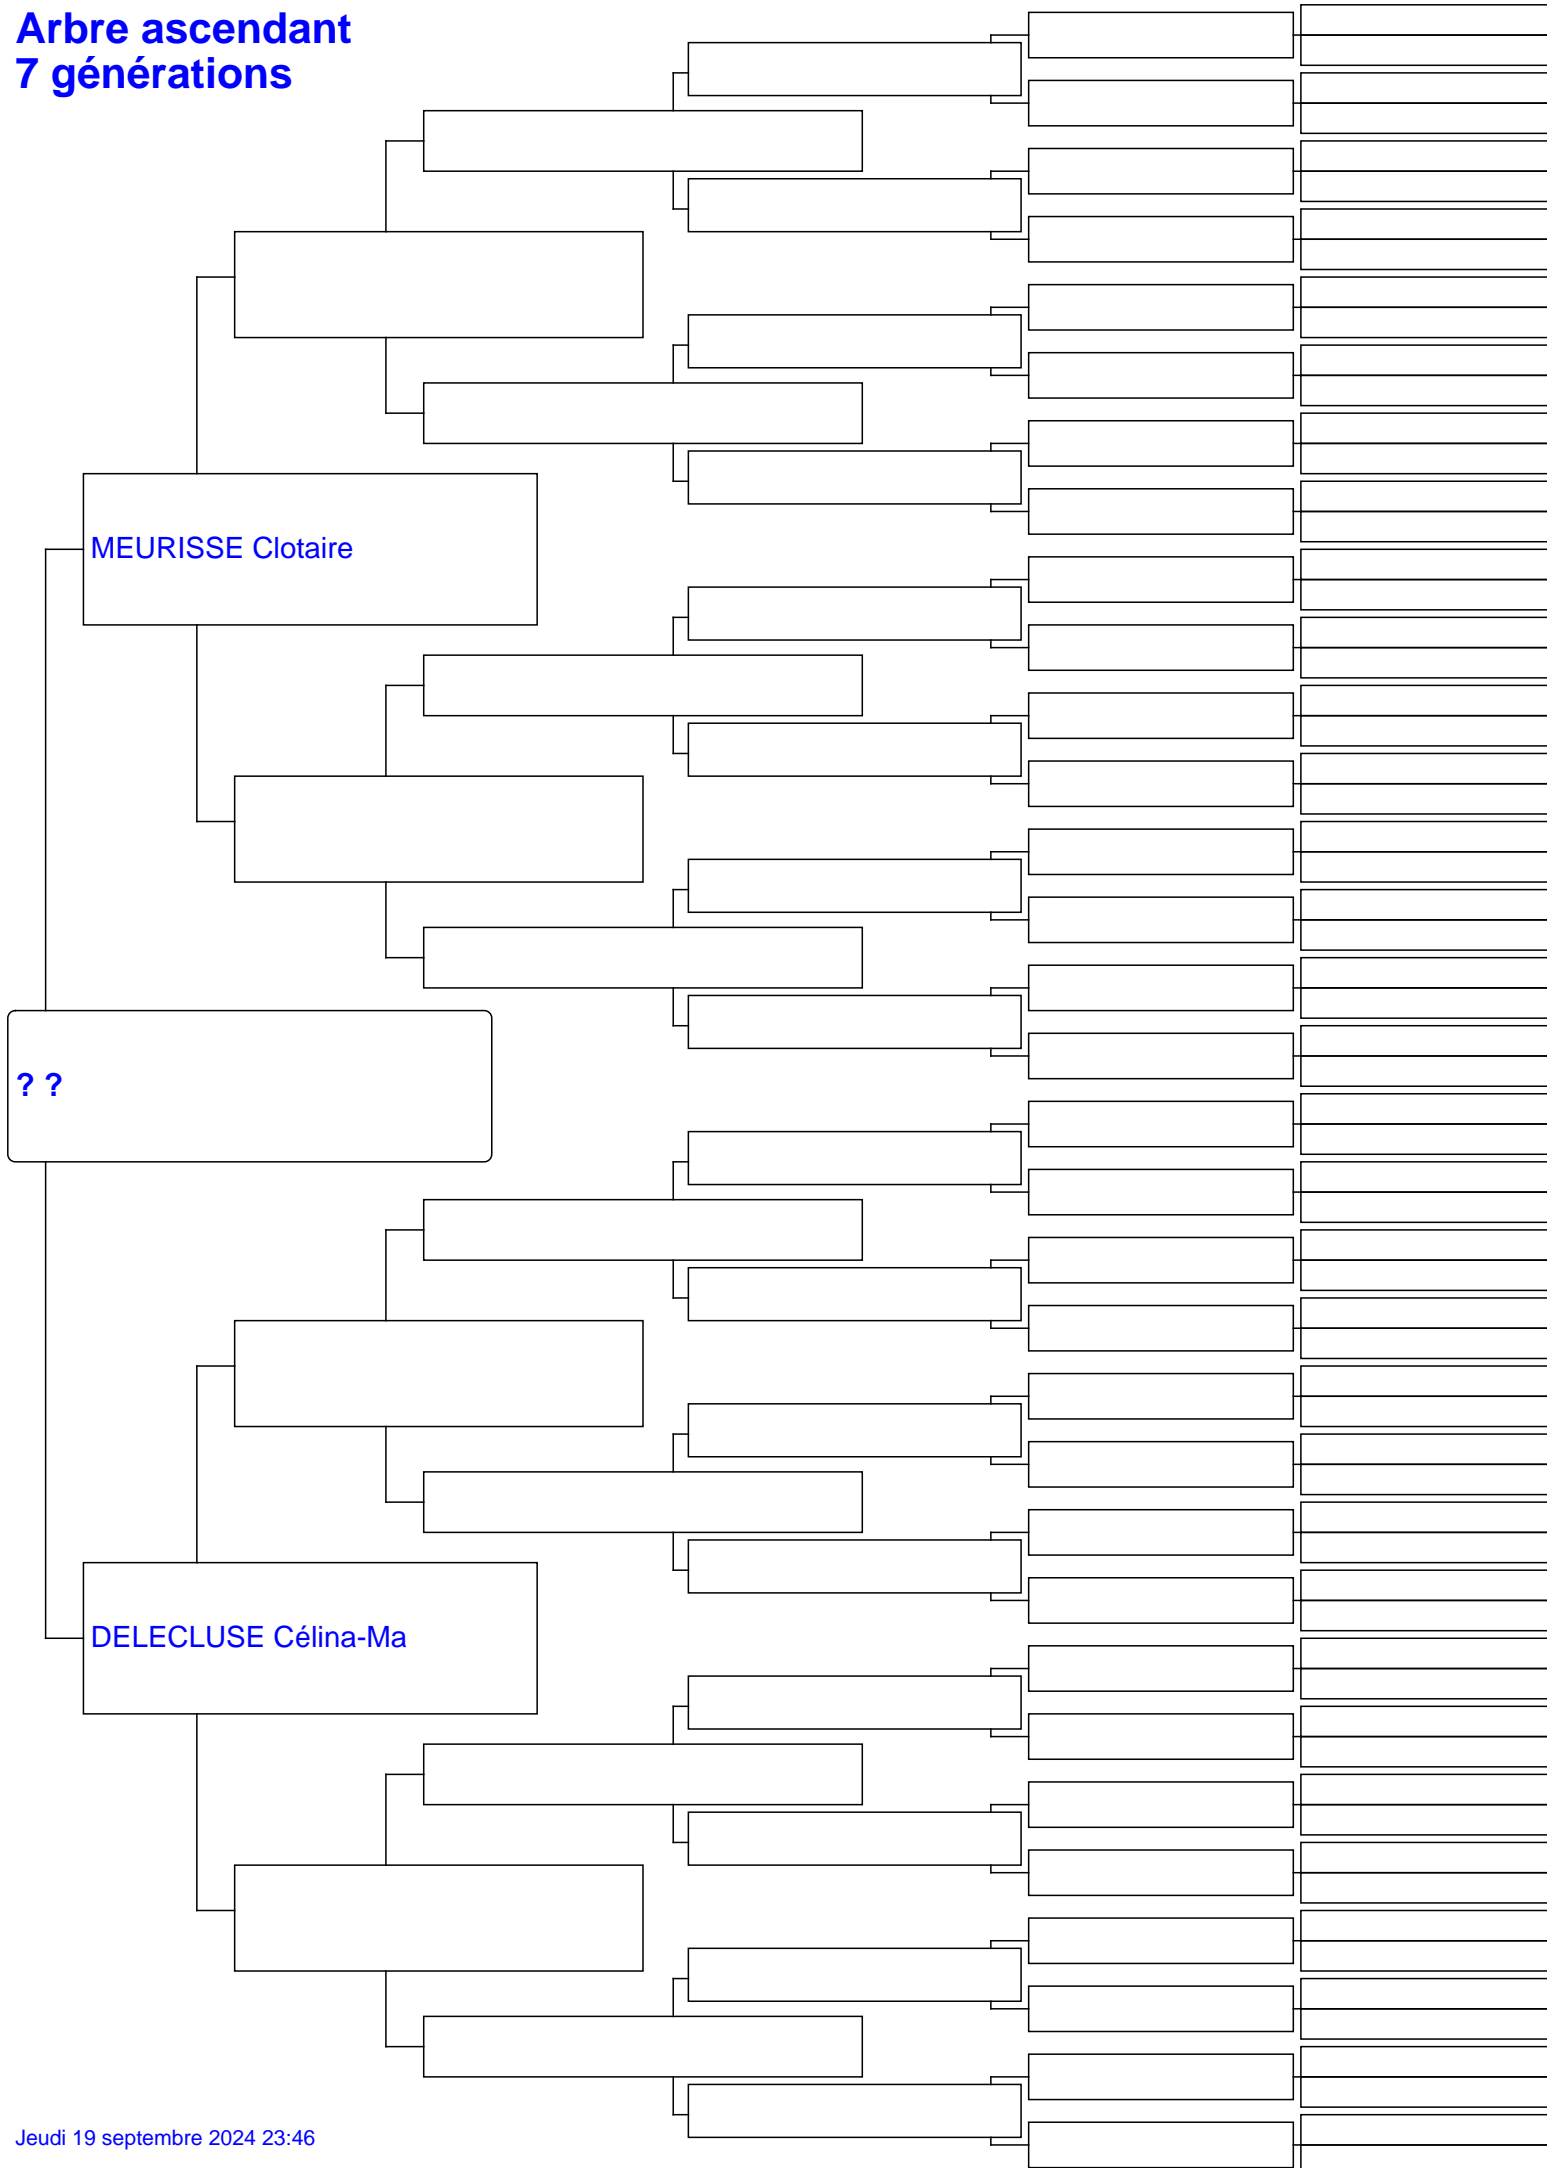 Arbre ascendant
7 générations
MEURISSE Clotaire
? ?
DELECLUSE Célina-Ma
Jeudi 19 septembre 2024 23:46